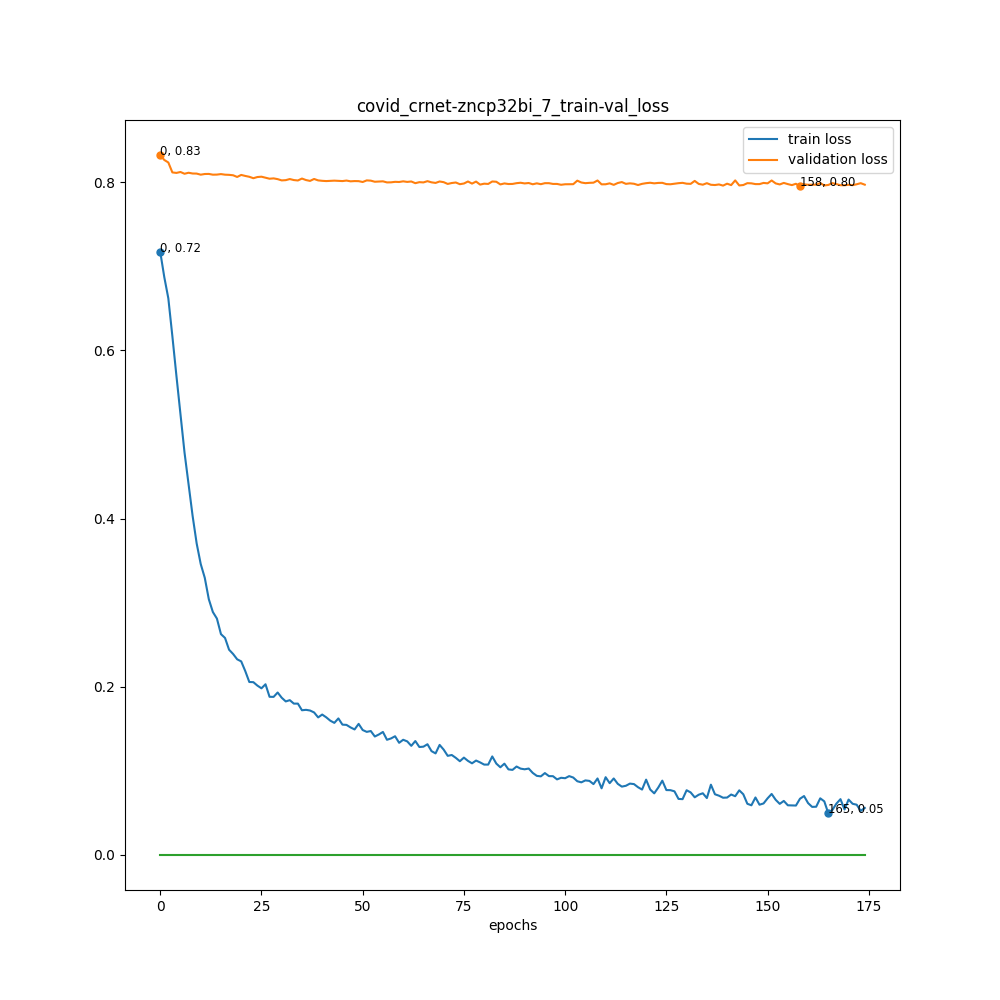 covid_crnet-zncp32bi_7_train-val_loss
train loss
validation loss
0, 0.83
158, 0.80
0.8
0, 0.72
0.6
0.4
0.2
165, 0.05
0.0
0 25 50 75 100 125 150 175
epochs